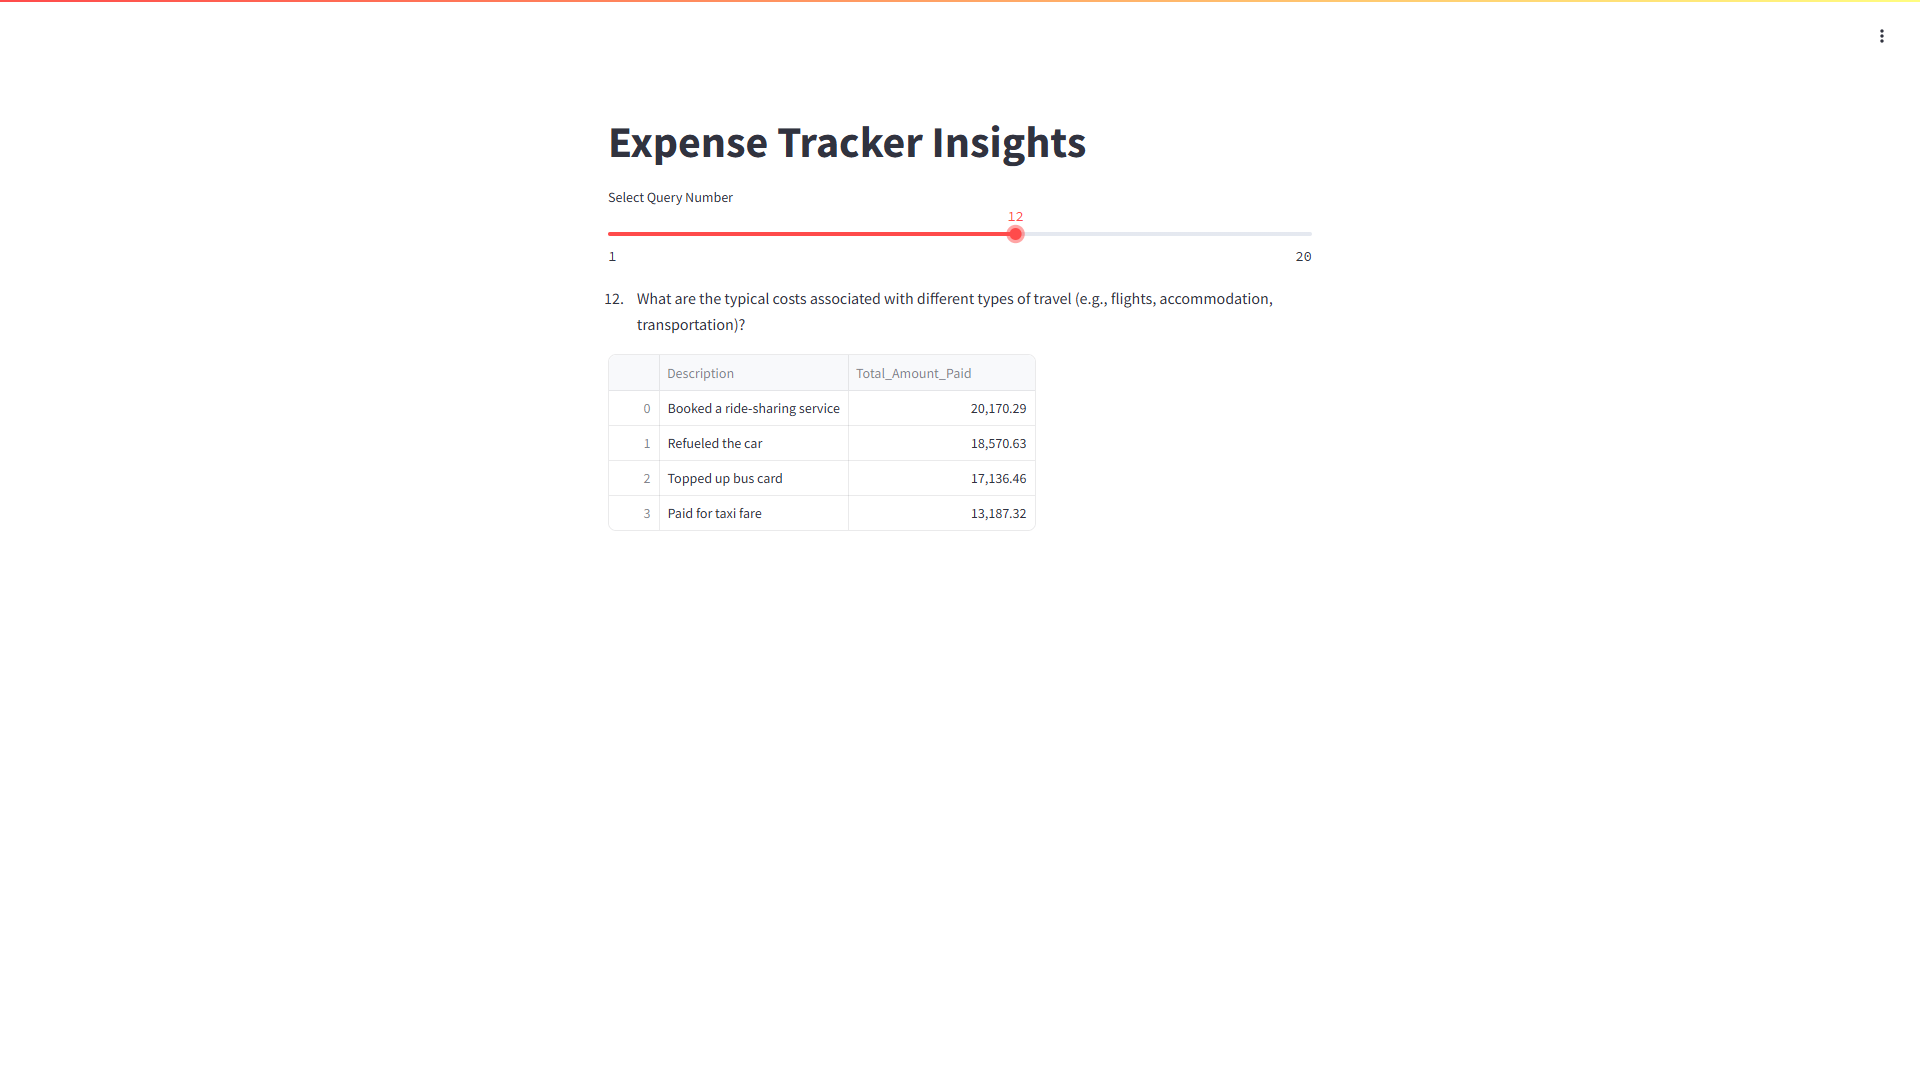 Expense Tracker Insights
Select Query Number
12
1 20
12. What are the typical costs associated with different types of travel (e.g., flights, accommodation,
transportation)?
Description Total_Amount_Paid
0 Booked a ride-sharing service 20,170.29
1 Refueled the car 18,570.63
2 Topped up bus card 17,136.46
3 Paid for taxi fare 13,187.32